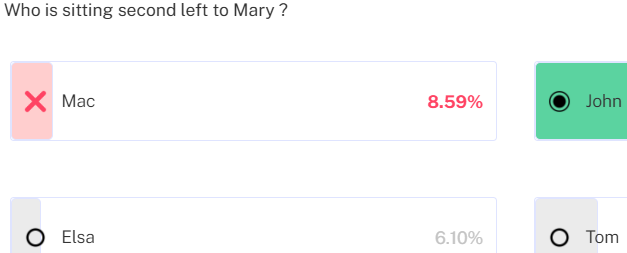 Who is sitting second left to Mary ?
Mac 8.59% John
Elsa 6.10% Tom